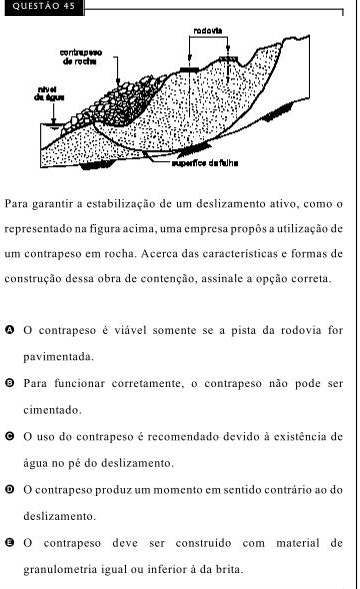 QUESTÃO 45
rodovia
contrapeso
de rocha
nível
de água
superfície de falha
Para garantir a estabilização de um deslizamento ativo, como o
representado na figura acima, uma empresa propôs a utilização de
um contrapeso em rocha. Acerca das características e formas de
construção dessa obra de contenção, assinale a opção correta.
A O contrapeso é viável somente se a pista da rodovia for
pavimentada.
B Para funcionar corretamente, o contrapeso não pode ser
cimentado.
C O uso do contrapeso é recomendado devido à existência de
água no pé do deslizamento.
D O contrapeso produz um momento em sentido contrário ao do
deslizamento.
E O contrapeso deve ser construído com material de
granulometria igual ou inferior à da brita.